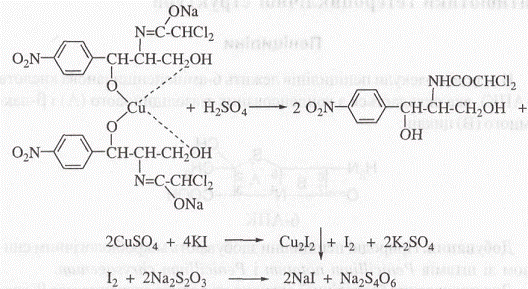 ONa
N=C-CHCl₂
O₂N CH-CH-CH₂OH
O
Cu + H₂SO₄ → 2 O₂N CH-CH-CH₂OH +
NHCOCHCl₂
OH
O
O₂N CH-CH-CH₂OH
N=C-CHCl₂
ONa
2CuSO₄ + 4KI → Cu₂I₂↓ + I₂ + 2K₂SO₄
I₂ + 2Na₂S₂O₃ → 2NaI + Na₂S₄O₆